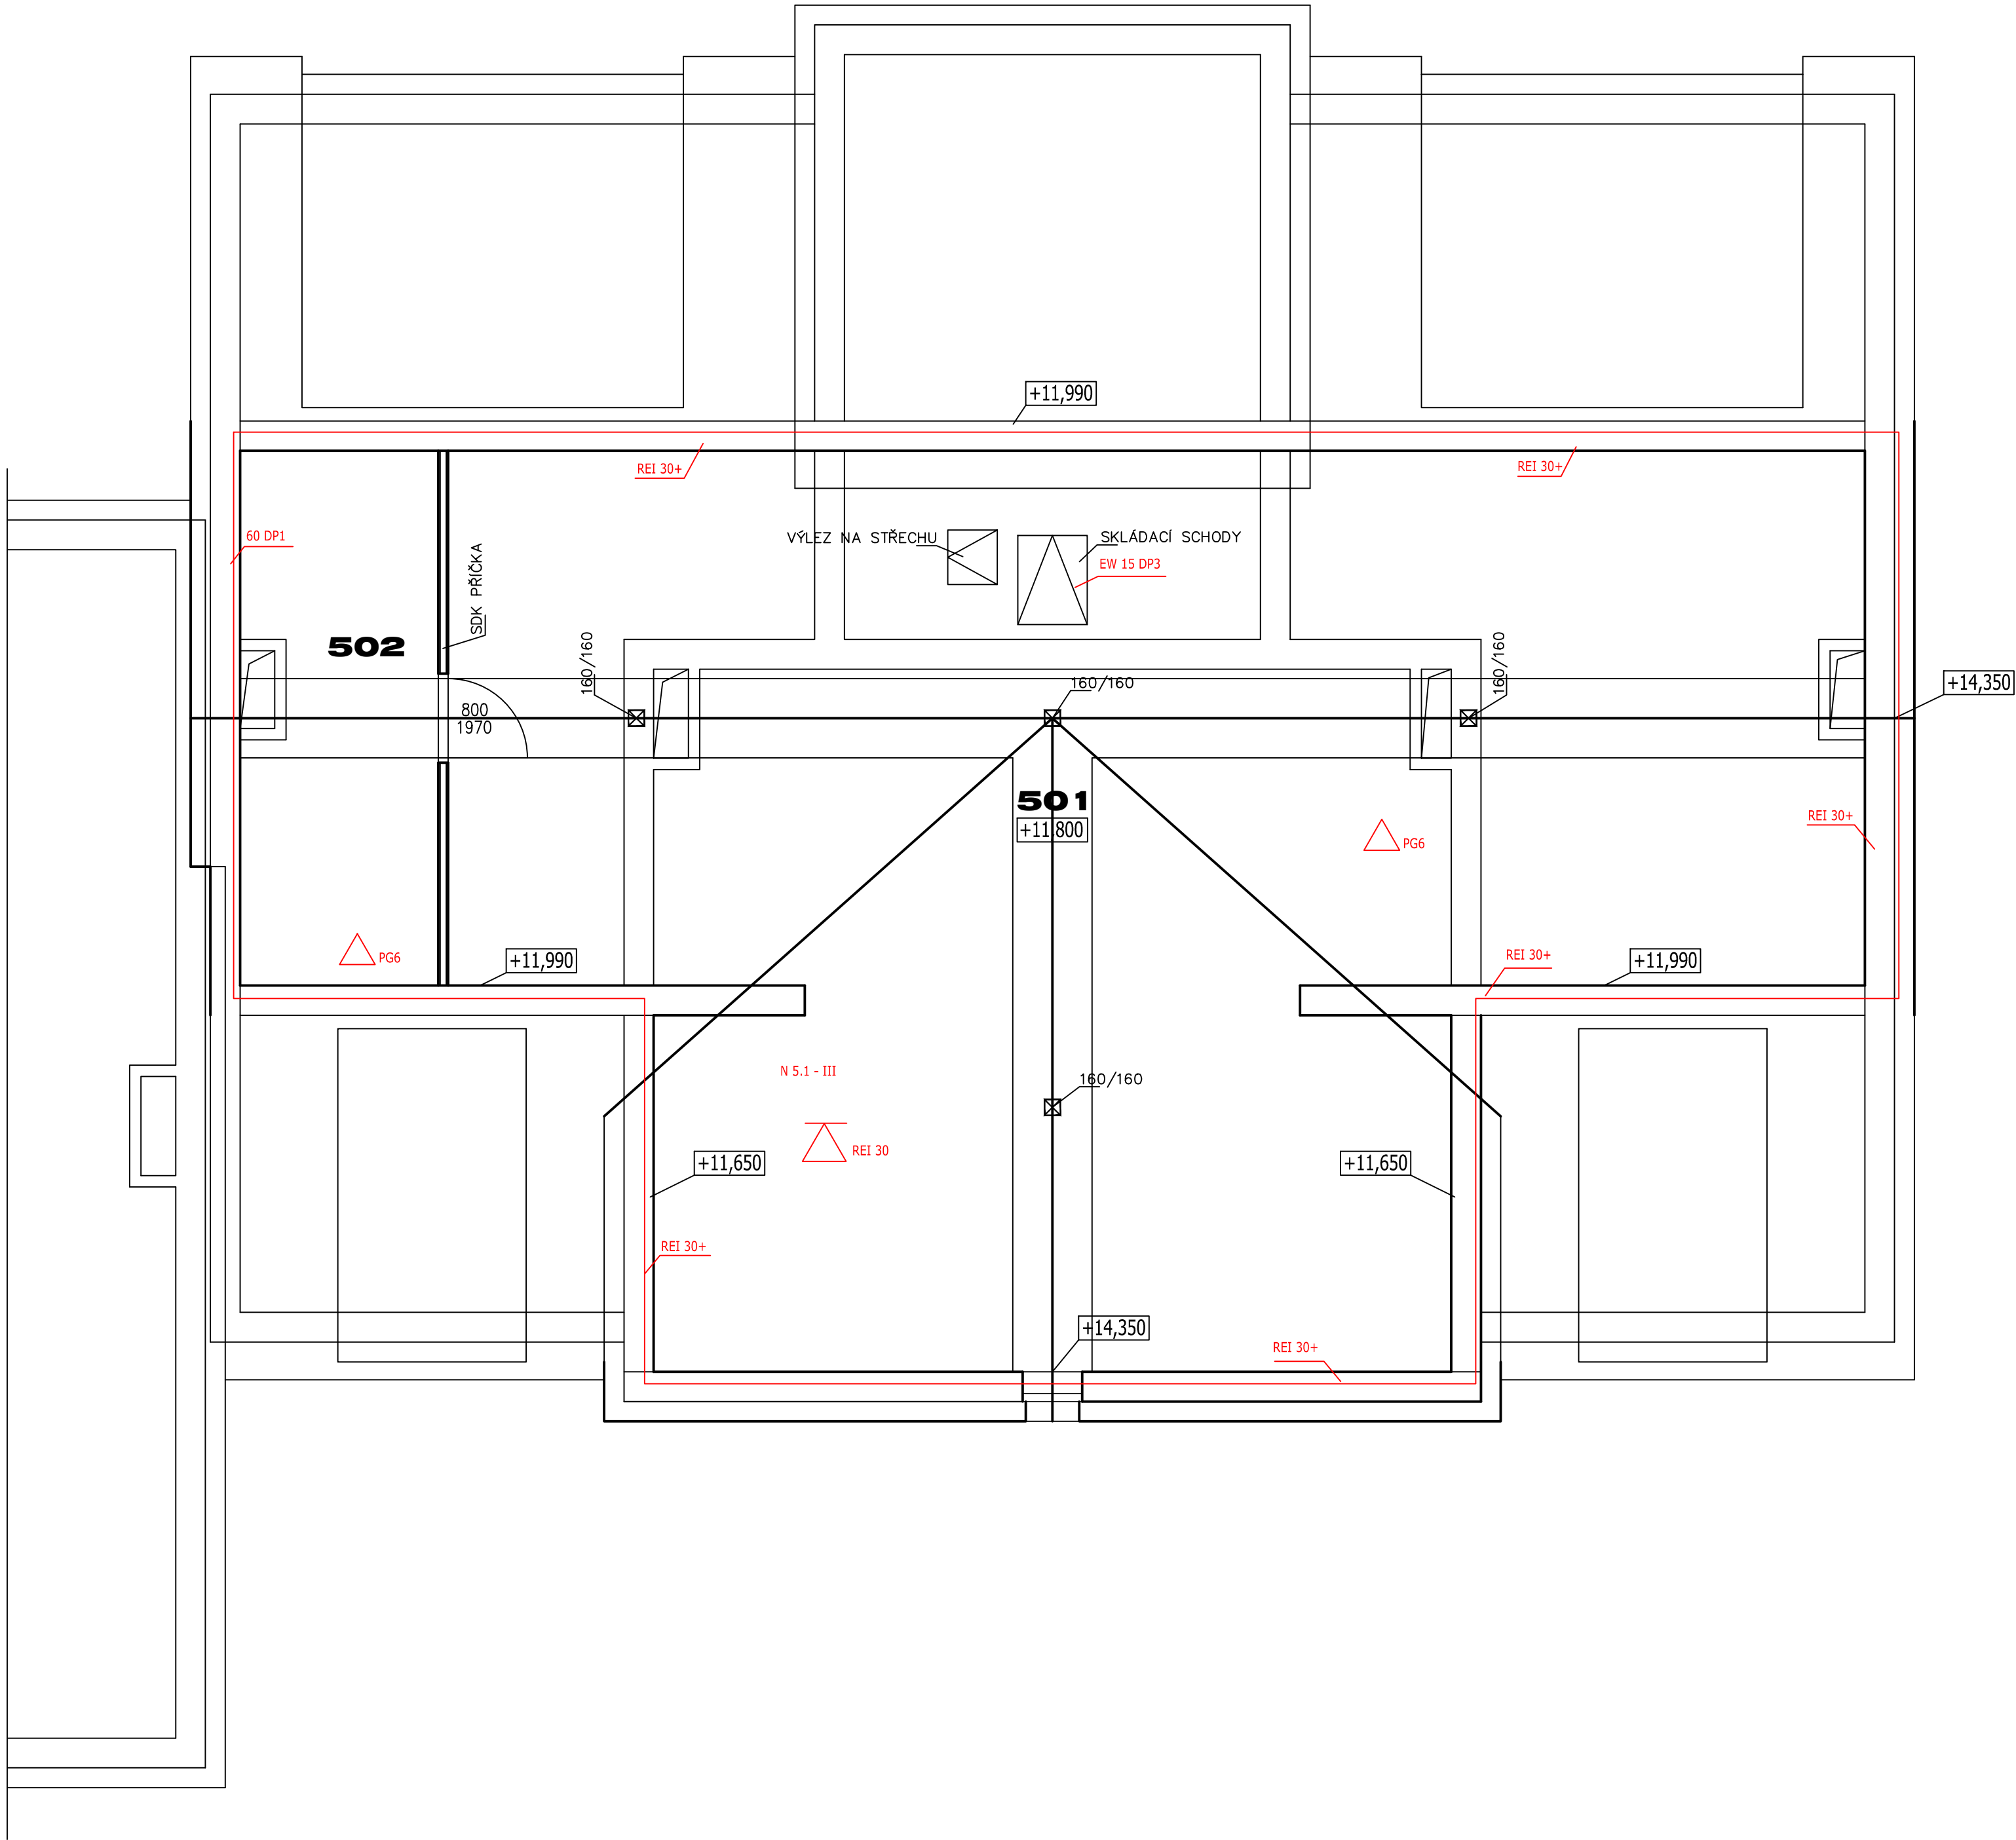 +11,990
REI 30+
REI 30+
60 DP1
VÝLEZ NA STŘECHU
SKLÁDACÍ SCHODY
EW 15 DP3
SDK PŘÍČKA
502
160/160
160/160
160/160
+14,350
800
1970
501
+11,800
REI 30+
PG6
PG6
+11,990
REI 30+
+11,990
N 5.1 - III
160/160
REI 30
+11,650
+11,650
REI 30+
+14,350
REI 30+